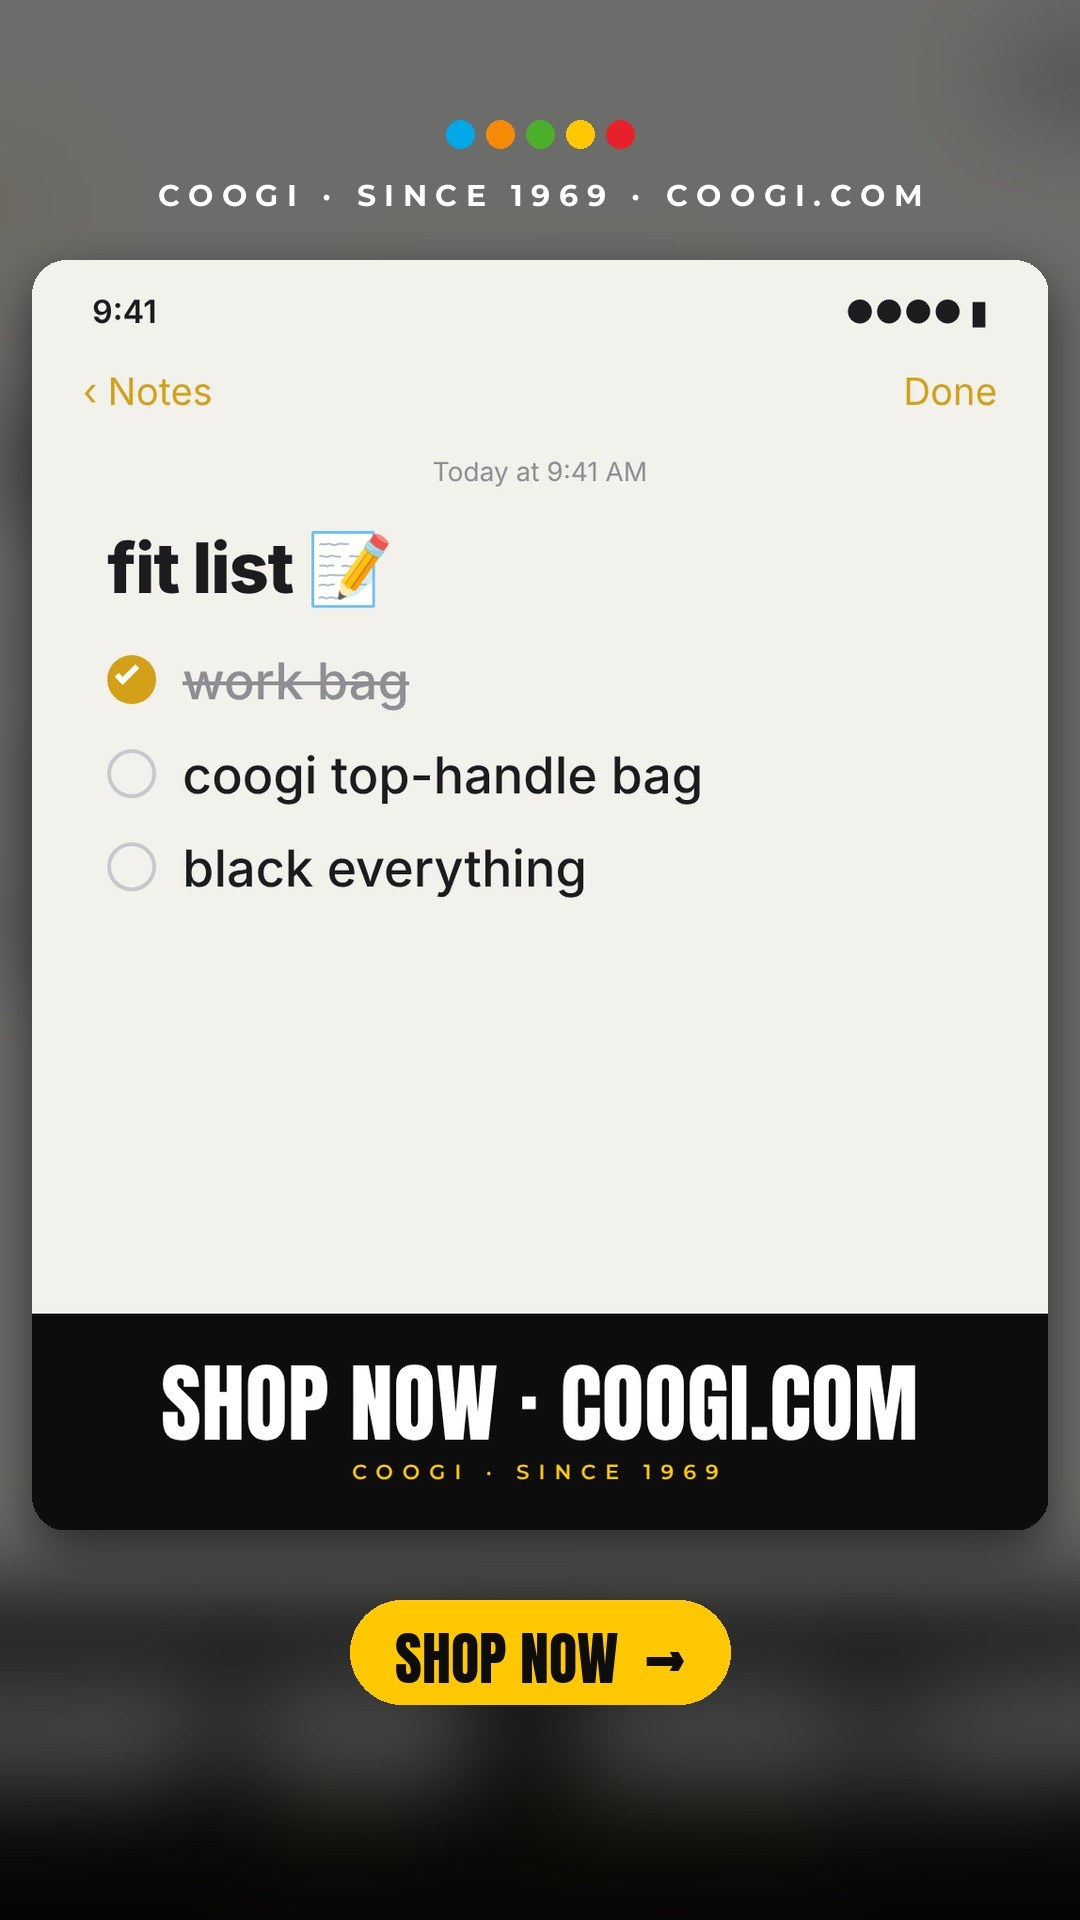 COOGI · SINCE 1969 · COOGI.COM
9:41
‹ Notes
Done
Today at 9:41 AM
fit list 📝
work bag
coogi top-handle bag
black everything
SHOP NOW · COOGI.COM
COOGI · SINCE 1969
SHOP NOW →